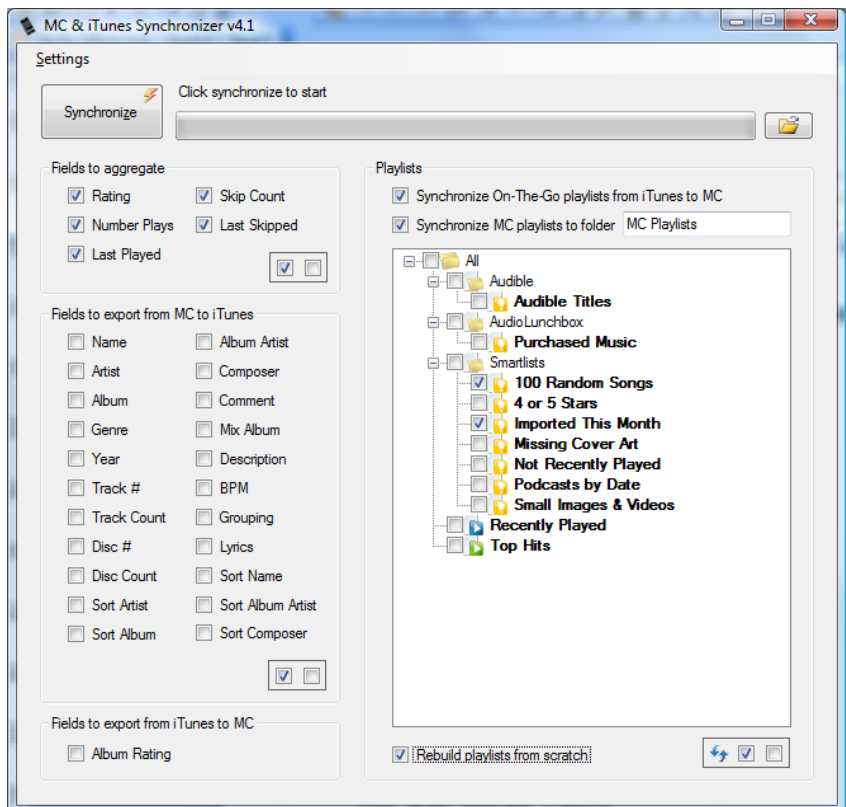 MC & iTunes Synchronizer v4.1
Settings
Synchronize
Click synchronize to start
Fields to aggregate
Rating
Skip Count
Number Plays
Last Skipped
Last Played
Fields to export from MC to iTunes
Name
Album Artist
Artist
Composer
Album
Comment
Genre
Mix Album
Year
Description
Track #
BPM
Track Count
Grouping
Disc #
Lyrics
Disc Count
Sort Name
Sort Artist
Sort Album Artist
Sort Album
Sort Composer
Fields to export from iTunes to MC
Album Rating
Playlists
Synchronize On-The-Go playlists from iTunes to MC
Synchronize MC playlists to folder MC Playlists
All
Audible
Audible Titles
AudioLunchbox
Purchased Music
Smartlists
100 Random Songs
4 or 5 Stars
Imported This Month
Missing Cover Art
Not Recently Played
Podcasts by Date
Small Images & Videos
Recently Played
Top Hits
Rebuild playlists from scratch